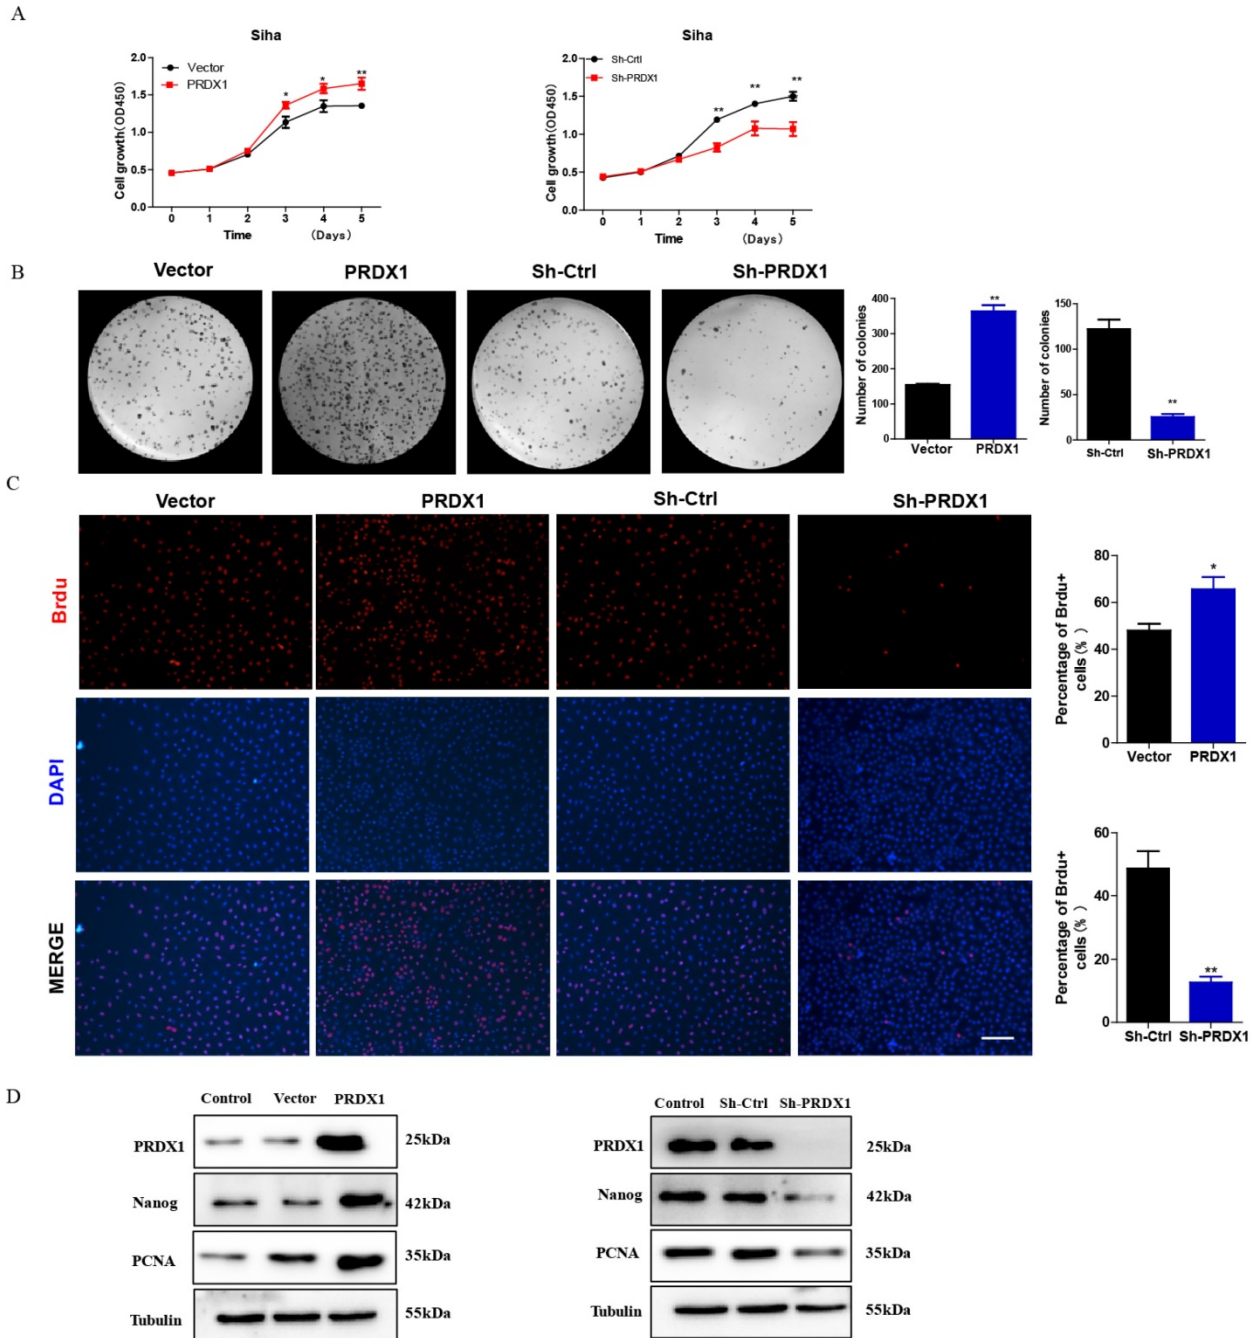 A
Siha
Cell growth(OD450)
2.0
1.5
1.0
0.5
0.0
Vector
PRDX1
*
*
**
0 1 2 3 4 5
Time (Days)
Siha
Cell growth(OD450)
2.0
1.5
1.0
0.5
0.0
Sh-Crtl
Sh-PRDX1
**
**
**
0 1 2 3 4 5
Time (Days)
B
Vector PRDX1 Sh-Ctrl Sh-PRDX1
Number of colonies
400
300
200
100
0
**
Vector PRDX1
Number of colonies
150
100
50
0
**
Sh-Ctrl Sh-PRDX1
C
Vector PRDX1 Sh-Ctrl Sh-PRDX1
Brdu
DAPI
MERGE
Percentage of Brdu+
cells(%)
80
60
40
20
0
*
Vector PRDX1
Percentage of Brdu+
cells(%)
60
40
20
0
**
Sh-Ctrl Sh-PRDX1
D
Control Vector PRDX1
PRDX1 25kDa
Nanog 42kDa
PCNA 35kDa
Tubulin 55kDa
Control Sh-Ctrl Sh-PRDX1
PRDX1 25kDa
Nanog 42kDa
PCNA 35kDa
Tubulin 55kDa